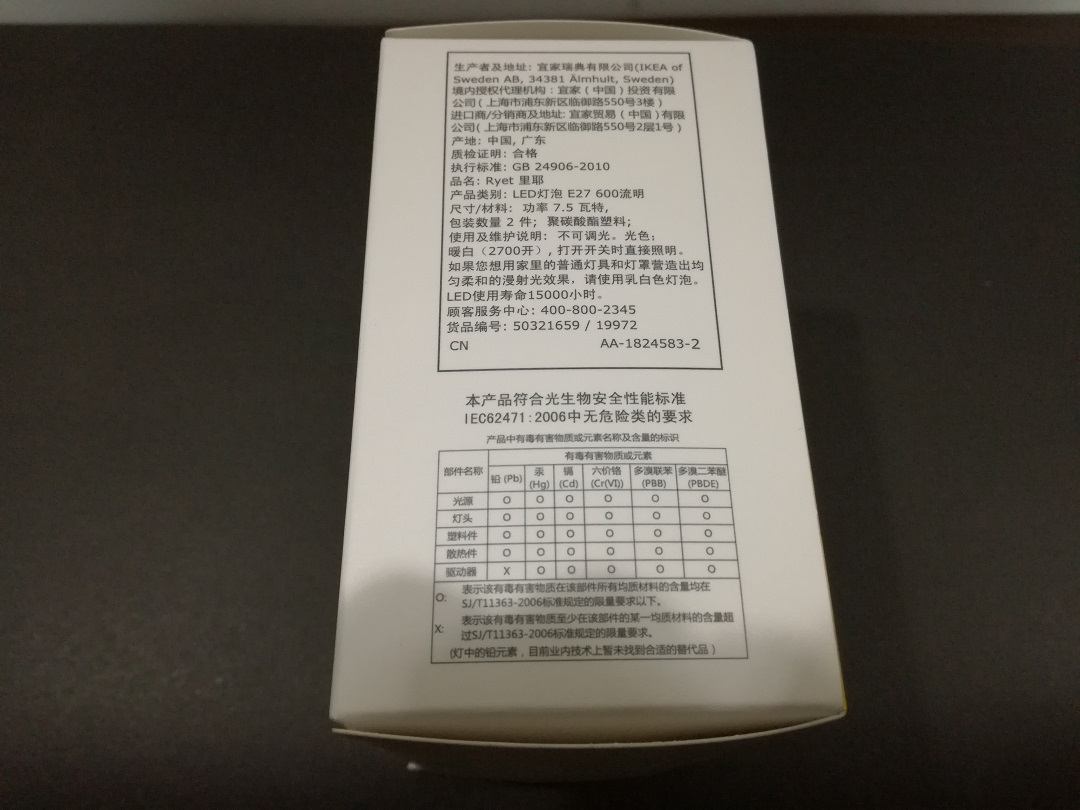 生产者及地址: 宜家瑞典有限公司(IKEA of
Sweden AB, 34381 Älmhult, Sweden)
境内授权代理机构：宜家（中国）投资有限
公司 ( 上海市浦东新区临御路550号3楼 )
进口商/分销商及地址: 宜家贸易（中国)有限
公司( 上海市浦东新区临御路550号2层1号 )
产地: 中国, 广东
质检证明: 合格
执行标准: GB 24906-2010
品名: Ryet 里耶
产品类别: LED灯泡 E27 600流明
尺寸/材料: 功率 7.5 瓦特,
包装数量 2 件; 聚碳酸酯塑料;
使用及维护说明: 不可调光。光色:
暖白（2700开）, 打开开关时直接照明。
如果您想用家里的普通灯具和灯罩营造出均
匀柔和的漫射光效果，请使用乳白色灯泡。
LED使用寿命15000小时。
顾客服务中心: 400-800-2345
货品编号: 50321659 / 19972
CN AA-1824583-2
本产品符合光生物安全性能标准
IEC62471:2006中无危险类的要求
产品中有毒有害物质或元素名称及含量的标识
部件名称 有毒有害物质或元素
铅 (Pb) 汞 (Hg) 镉 (Cd) 六价铬 (Cr(VI)) 多溴联苯 (PBB) 多溴二苯醚 (PBDE)
光源 O O O O O O
灯头 O O O O O O
塑料件 O O O O O O
散热件 O O O O O O
驱动器 X O O O O O
O: 表示该有毒有害物质在该部件所有均质材料的含量均在
SJ/T11363-2006标准规定的限量要求以下。
X: 表示该有毒有害物质至少在该部件的某一均质材料的含量超
过SJ/T11363-2006标准规定的限量要求。
(灯中的铅元素，目前业内技术上暂未找到合适的替代品 )